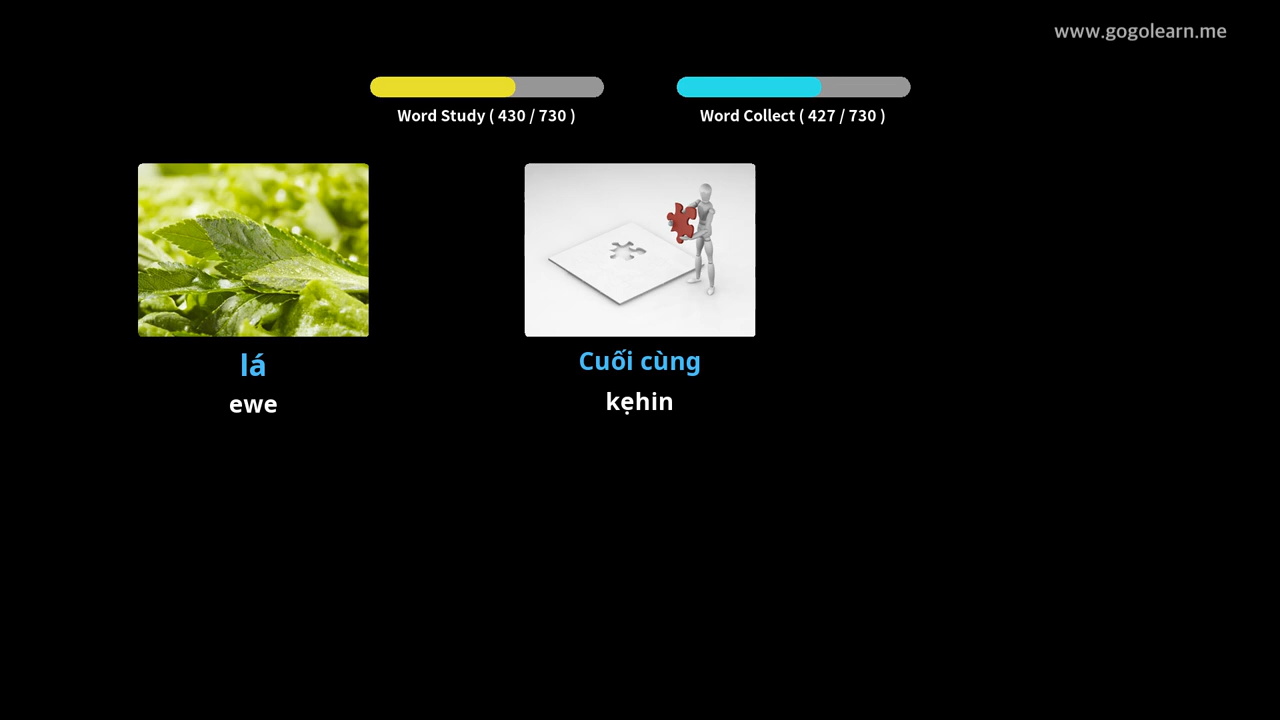 www.gogolearn.me
Word Study ( 430 / 730 )
Word Collect ( 427 / 730 )
lá
ewe
Cuối cùng
kẹhin